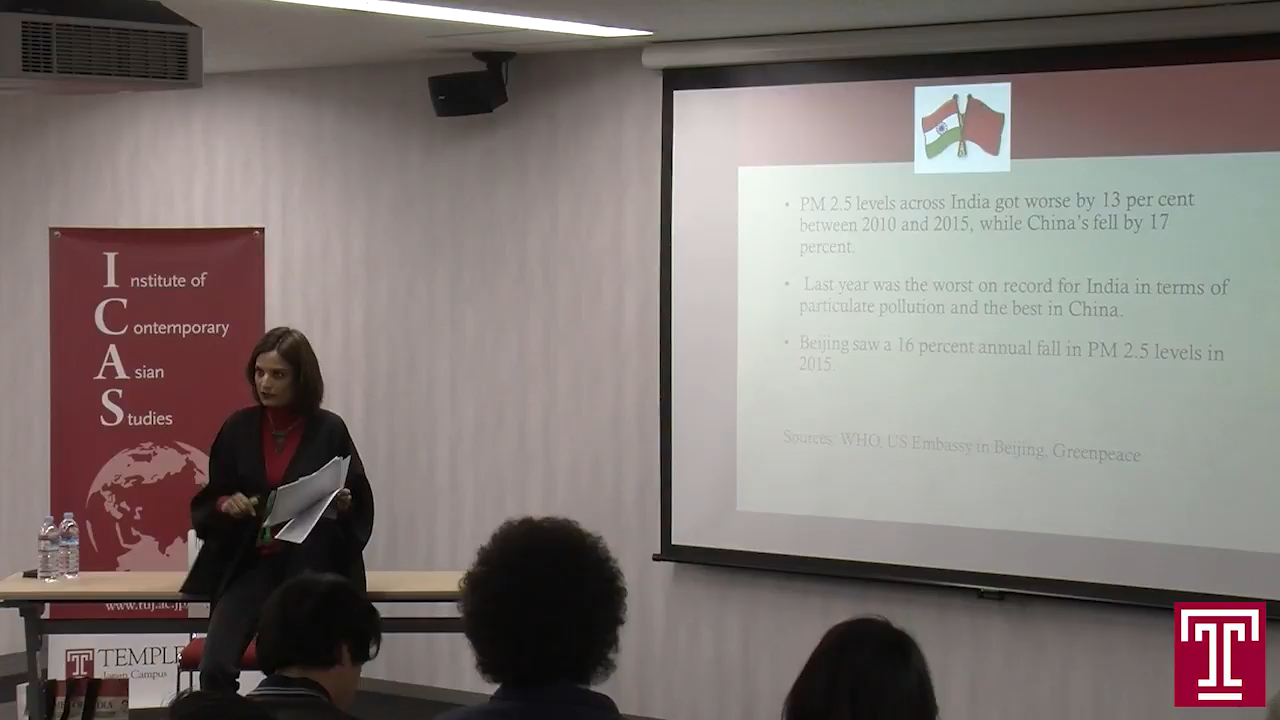 Institute of
Contemporary
Asian
Studies
www.tuj.ac.jp
TEMPLE
Japan Campus
PM 2.5 levels across India got worse by 13 per cent
between 2010 and 2015, while China's fell by 17
percent.
Last year was the worst on record for India in terms of
particulate pollution and the best in China.
Beijing saw a 16 percent annual fall in PM 2.5 levels in
2015
Sources: WHO, US Embassy in Beijing, Greenpeace